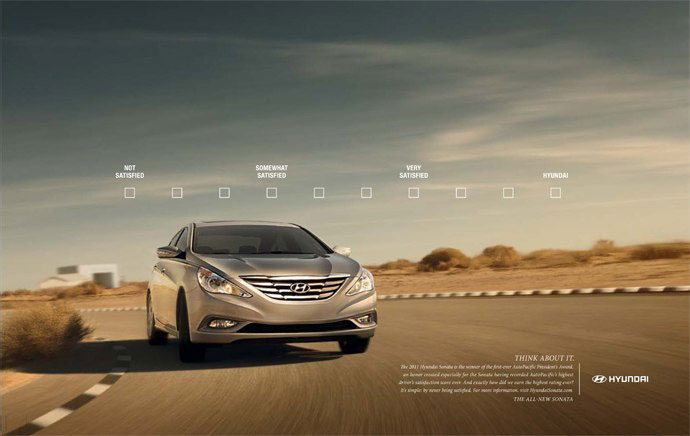 NOT
SATISFIED
SOMEWHAT
SATISFIED
VERY
SATISFIED
HYUNDAI
THINK ABOUT IT.
The 2011 Hyundai Sonata is the winner of the first-ever AutoPacific President's Award,
an honor created especially for the Sonata having recorded AutoPacific's highest
driver's satisfaction score ever. And exactly how did we earn the highest rating ever?
It's simple: by never being satisfied. For more information, visit HyundaiSonata.com
THE ALL-NEW SONATA
HYUNDAI